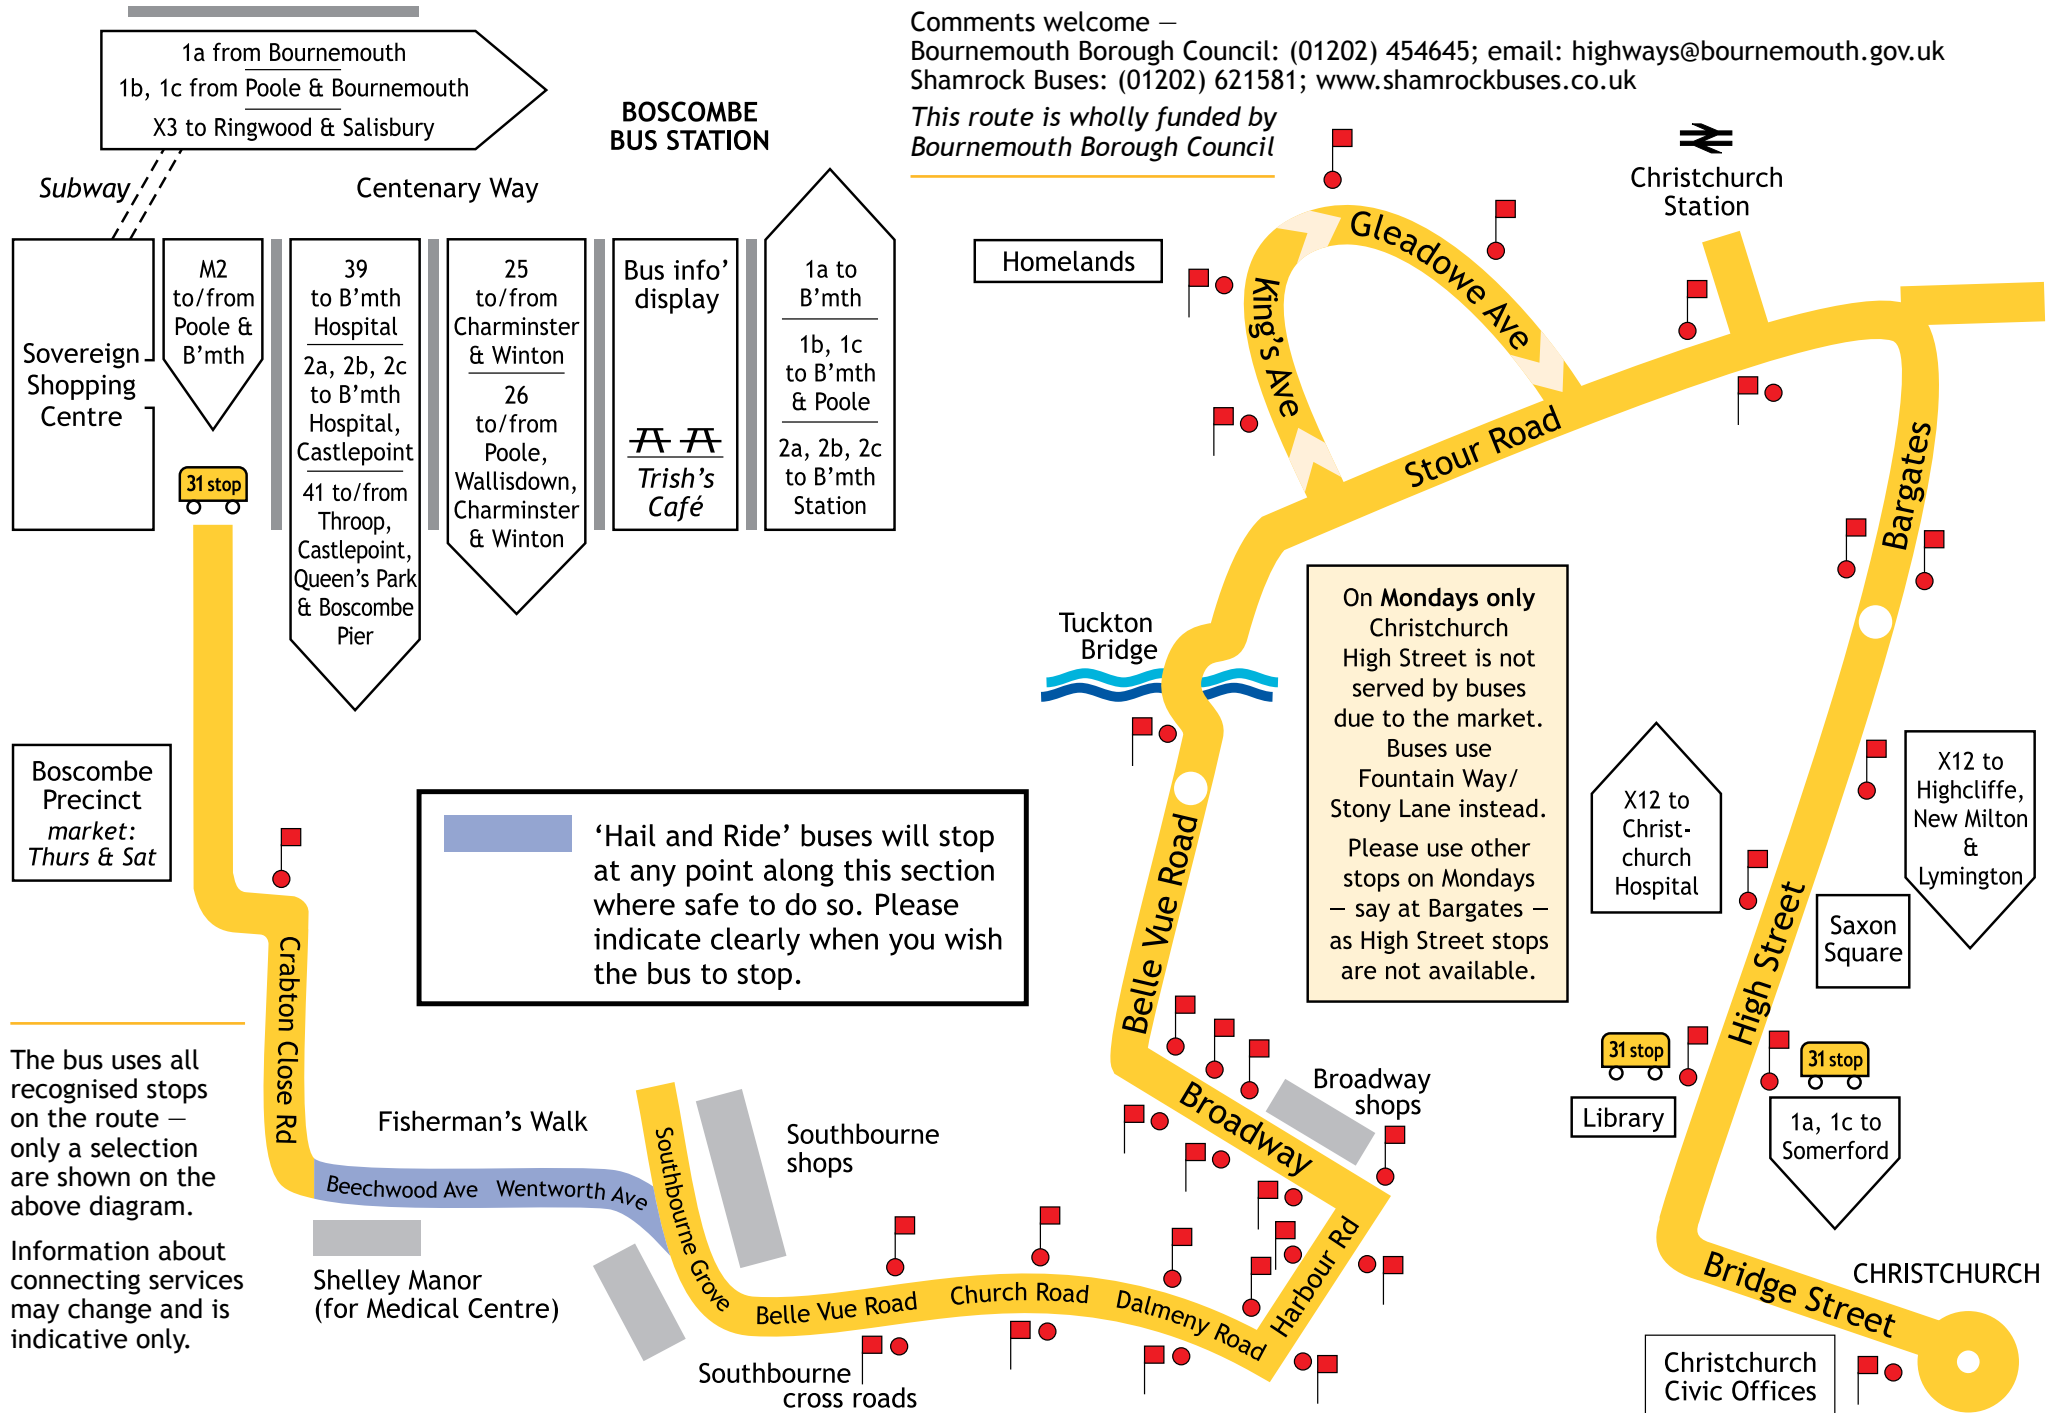 1a from Bournemouth
1b, 1c from Poole & Bournemouth
X3 to Ringwood & Salisbury
BOSCOMBE
BUS STATION
Comments welcome —
Bournemouth Borough Council: (01202) 454645; email: highways@bournemouth.gov.uk
Shamrock Buses: (01202) 621581; www.shamrockbuses.co.uk
This route is wholly funded by
Bournemouth Borough Council
Subway
Centenary Way
Sovereign
Shopping
Centre
M2
to/from
Poole &
B'mth
31 stop
39
to B'mth
Hospital
2a, 2b, 2c
to B'mth
Hospital,
Castlepoint
41 to/from
Throop,
Castlepoint,
Queen's Park
& Boscombe
Pier
25
to/from
Charminster
& Winton
26
to/from
Poole,
Wallisdown,
Charminster
& Winton
Bus info'
display
Trish's
Café
1a to
B'mth
1b, 1c
to B'mth
& Poole
2a, 2b, 2c
to B'mth
Station
Homelands
King's Ave
Gleadowe Ave
Christchurch
Station
Stour Road
Bargates
Tuckton
Bridge
On Mondays only
Christchurch
High Street is not
served by buses
due to the market.
Buses use
Fountain Way/
Stony Lane instead.
Please use other
stops on Mondays
— say at Bargates —
as High Street stops
are not available.
Boscombe
Precinct
market:
Thurs & Sat
'Hail and Ride' buses will stop
at any point along this section
where safe to do so. Please
indicate clearly when you wish
the bus to stop.
X12 to
Christ-
church
Hospital
X12 to
Highcliffe,
New Milton
&
Lymington
Saxon
Square
High Street
31 stop
Library
31 stop
1a, 1c to
Somerford
Crabton Close Rd
The bus uses all
recognised stops
on the route —
only a selection
are shown on the
above diagram.
Information about
connecting services
may change and is
indicative only.
Fisherman's Walk
Beechwood Ave
Wentworth Ave
Shelley Manor
(for Medical Centre)
Southbourne Grove
Southbourne
shops
Belle Vue Road
Church Road
Dalmeny Road
Harbour Rd
Southbourne
cross roads
Belle Vue Road
Broadway
Broadway
shops
Bridge Street
CHRISTCHURCH
Christchurch
Civic Offices